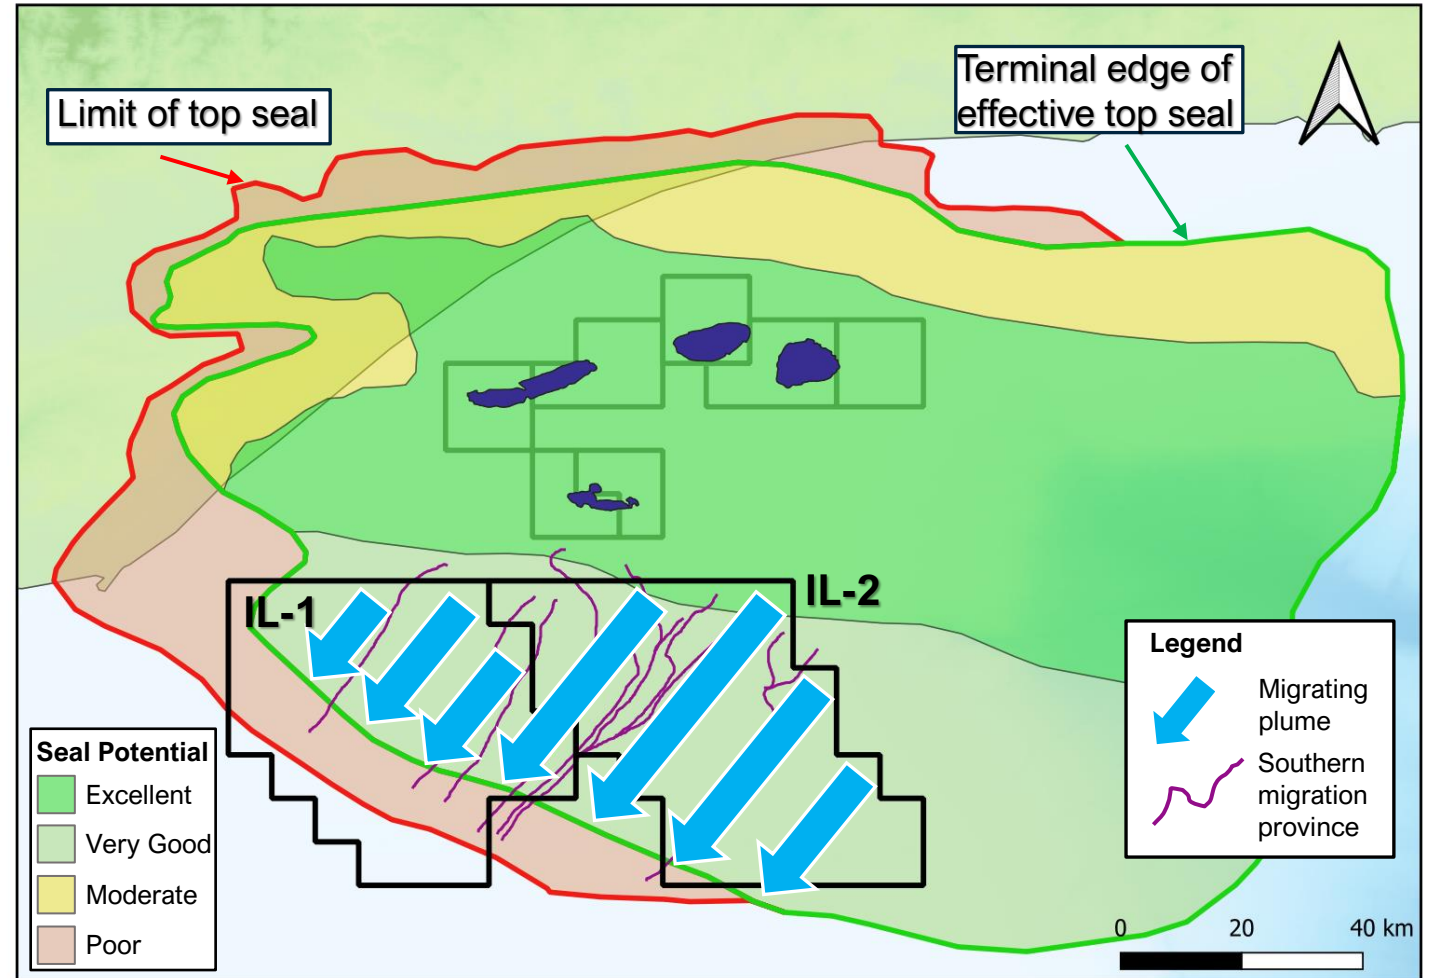 Limit of top seal
Terminal edge of
effective top seal
IL-1
IL-2
Legend
Migrating
plume
Southern
migration
province
Seal Potential
Excellent
Very Good
Moderate
Poor
0 20 40 km